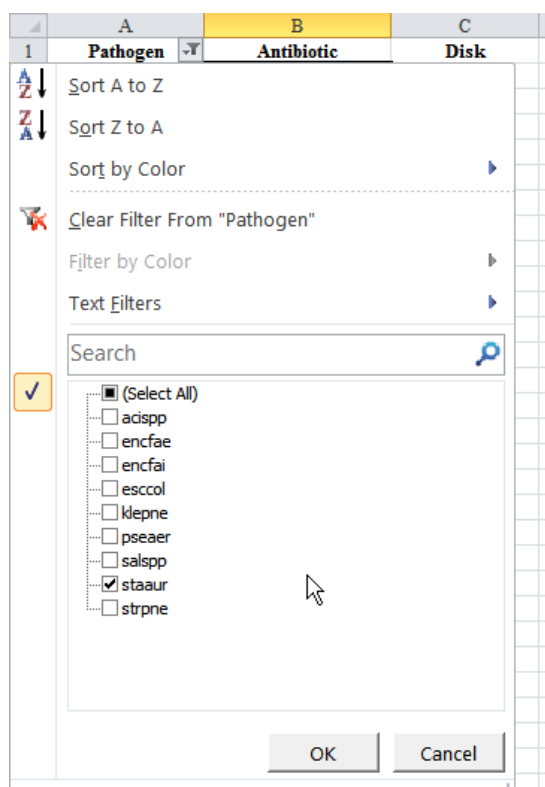 A B C
1 Pathogen Antibiotic Disk
Sort A to Z
Sort Z to A
Sort by Color
Clear Filter From "Pathogen"
Filter by Color
Text Filters
Search
(Select All)
acispp
encfae
encfai
esccol
klepne
pseaer
salspp
staaur
strpne
OK Cancel